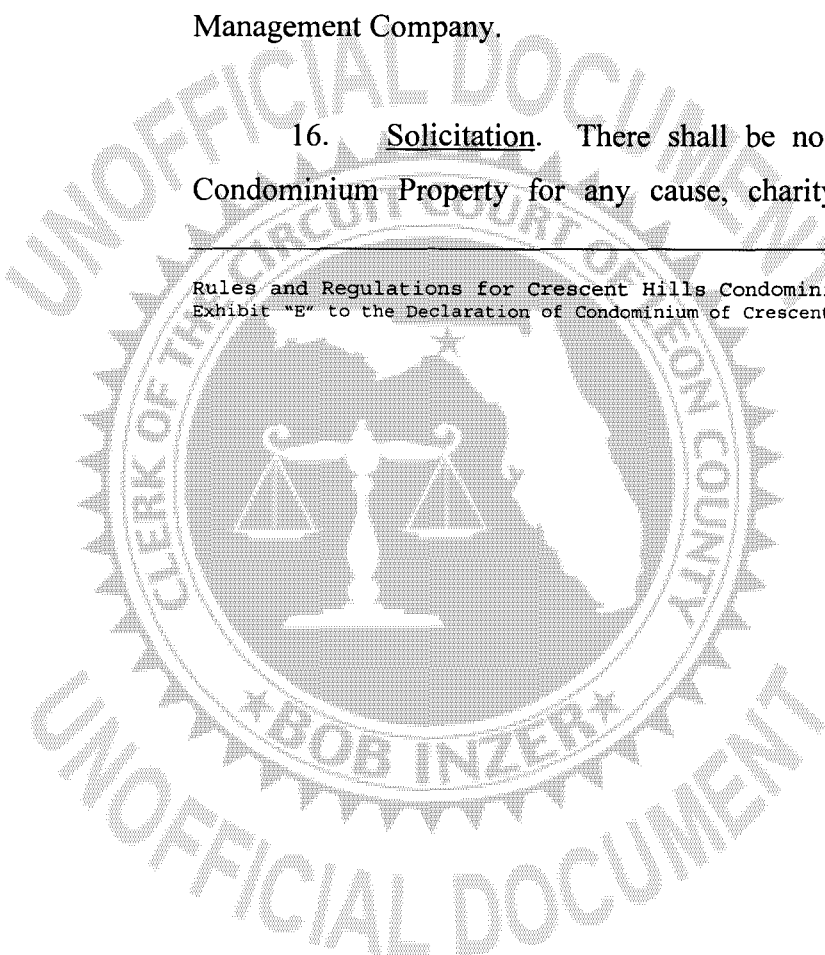 Management Company.
16. Solicitation. There shall be no
Condominium Property for any cause, charity
Rules and Regulations for Crescent Hills Condomin
Exhibit "E" to the Declaration of Condominium of Crescent
UNOFFICIAL DOCUMENT
CLERK OF THE CIRCUIT COURT OF LEON COUNTY
BOB INZER
UNOFFICIAL DOCUMENT